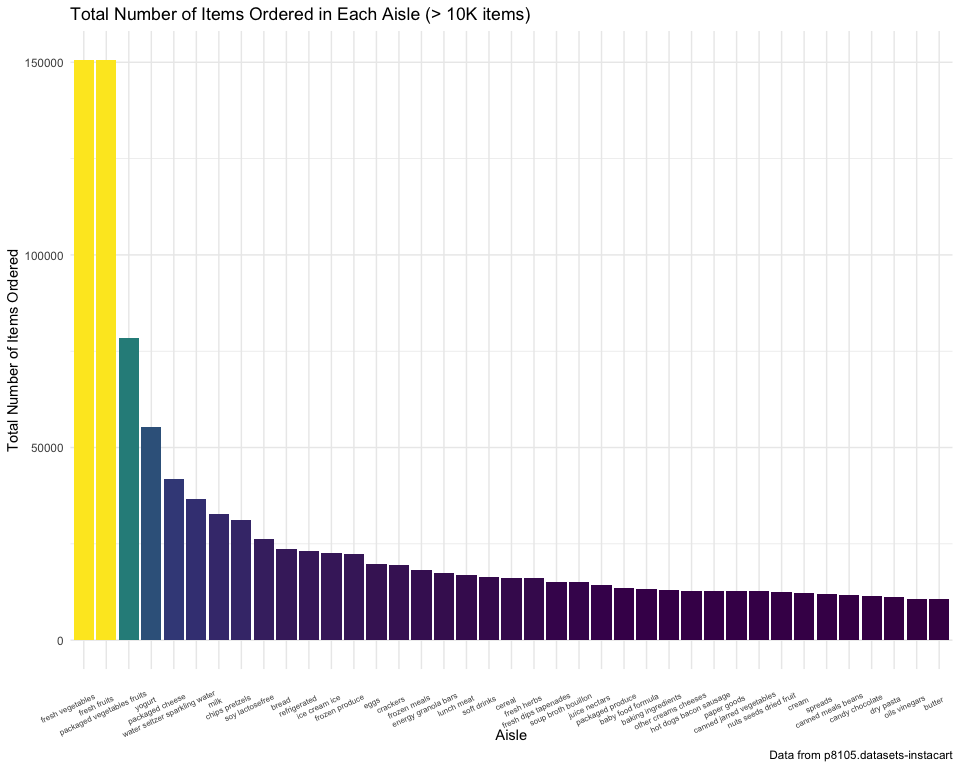 Total Number of Items Ordered in Each Aisle (> 10K items)
Total Number of Items Ordered
150000
100000
50000
0
fresh vegetables
fresh fruits
packaged vegetables fruits
yogurt
packaged cheese
water seltzer sparkling water
milk
chips pretzels
soy lactosefree
bread
refrigerated
ice cream ice
frozen produce
eggs
crackers
frozen meals
energy granola bars
lunch meat
soft drinks
cereal
fresh herbs
fresh dips tapenades
soup broth bouillon
juice nectars
packaged produce
baby food formula
baking ingredients
other creams cheeses
hot dogs bacon sausage
paper goods
canned jarred vegetables
nuts seeds dried fruit
cream
spreads
canned meals beans
candy chocolate
dry pasta
oils vinegars
butter
Aisle
Data from p8105.datasets-instacart